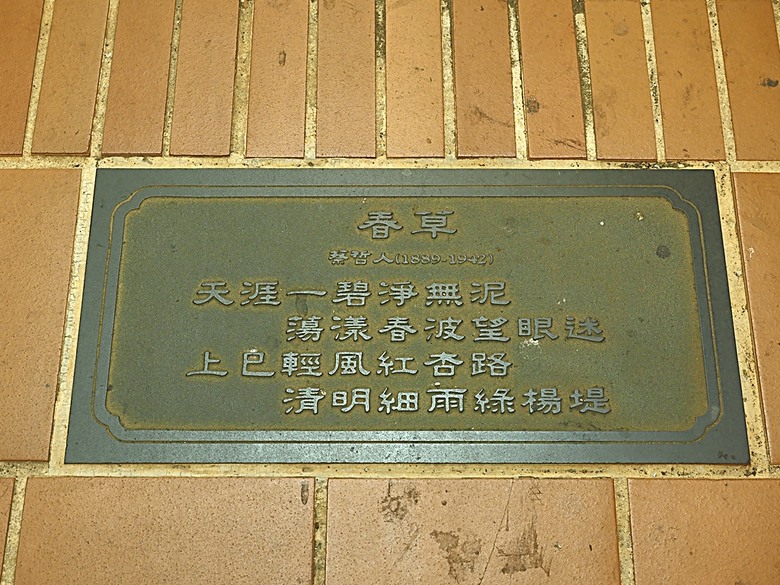 春草
蔡哲人(1889-1942)
天涯一碧淨無泥
蕩漾春波望眼迷
上巳輕風紅杏路
清明細雨綠楊堤